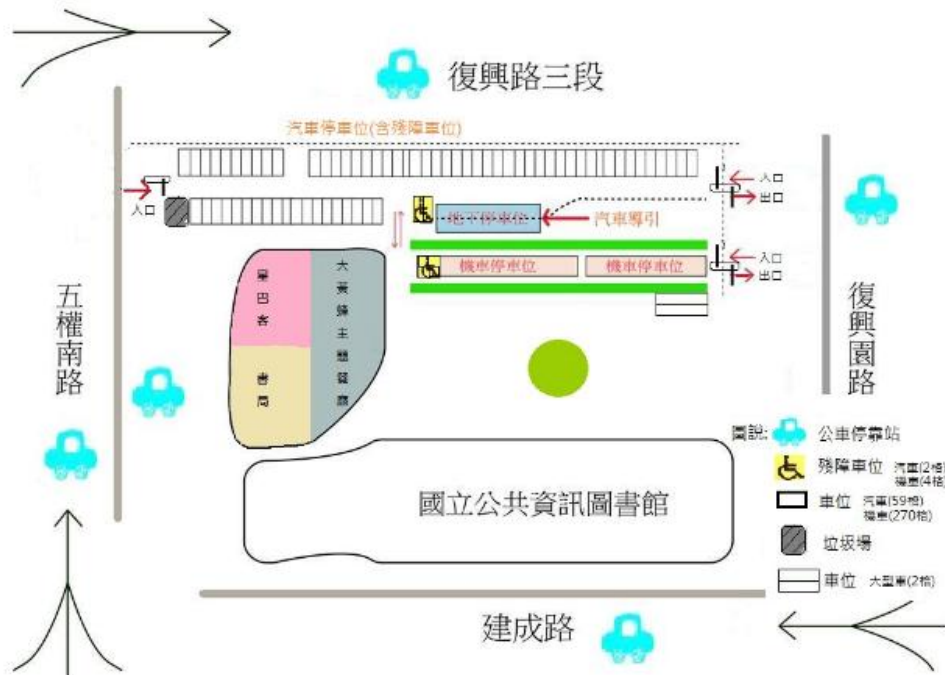 復興路三段
汽車停車位(含殘障車位)
入口
入口
出口
地下停車位
汽車導引
機車停車位
機車停車位
入口
出口
星巴客
大黃蜂主題餐廳
書局
五權南路
復興園路
圖說:
公車停靠站
殘障車位 汽車(2格)
機車(4格)
車位 汽車(59格)
機車(270格)
垃圾場
車位 大型車(2格)
國立公共資訊圖書館
建成路